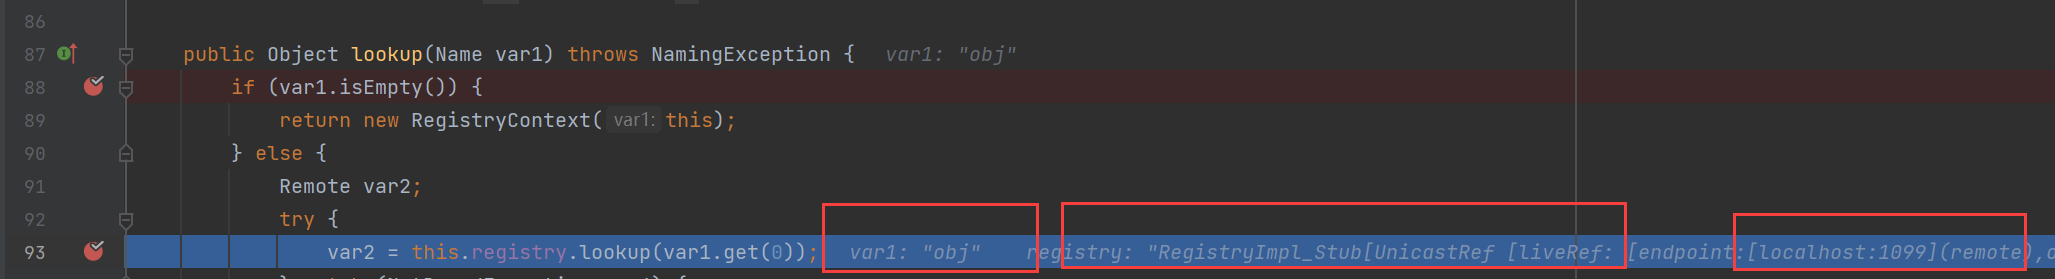 86
87 public Object lookup(Name var1) throws NamingException { var1: "obj"
88 if (var1.isEmpty()) {
89 return new RegistryContext( var1: this);
90 } else {
91 Remote var2;
92 try {
93 var2 = this.registry.lookup(var1.get(0)); var1: "obj" registry: "RegistryImpl_Stub[UnicastRef [liveRef: [endpoint:[localhost:1099](remote),o